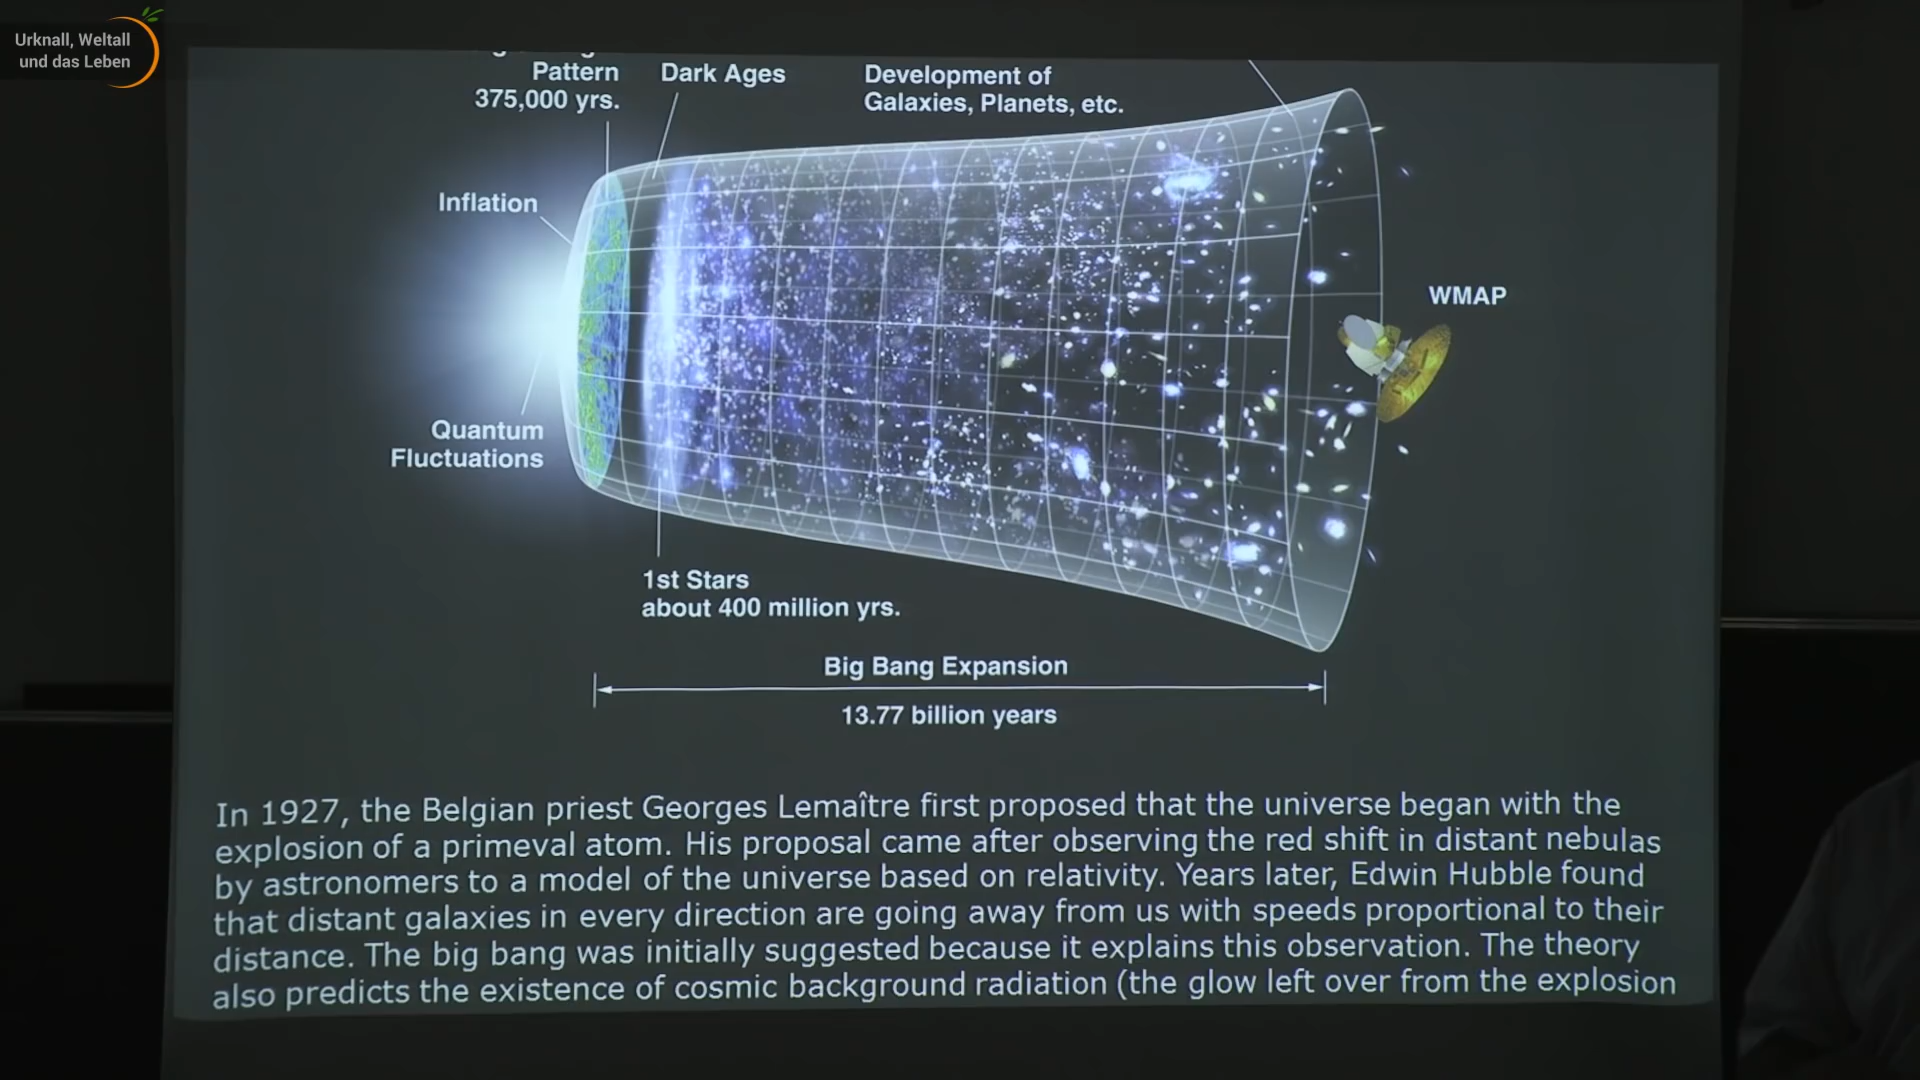 Urknall, Weltall
und das Leben
Pattern
375,000 yrs.
Dark Ages
Development of
Galaxies, Planets, etc.
Inflation
WMAP
Quantum
Fluctuations
1st Stars
about 400 million yrs.
Big Bang Expansion
13.77 billion years
In 1927, the Belgian priest Georges Lemaître first proposed that the universe began with the
explosion of a primeval atom. His proposal came after observing the red shift in distant nebulas
by astronomers to a model of the universe based on relativity. Years later, Edwin Hubble found
that distant galaxies in every direction are going away from us with speeds proportional to their
distance. The big bang was initially suggested because it explains this observation. The theory
also predicts the existence of cosmic background radiation (the glow left over from the explosion